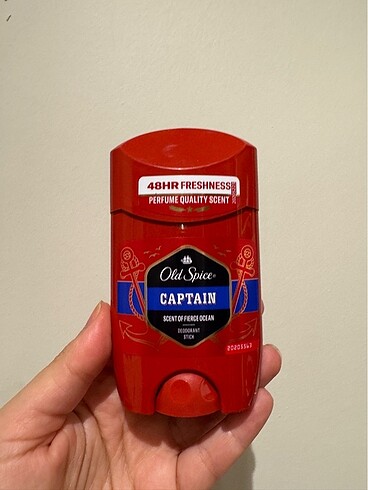 48HR FRESHNESS
PERFUME QUALITY SCENT
Old Spice®
CAPTAIN
SCENT OF FIERCE OCEAN
DEODORANT
STICK